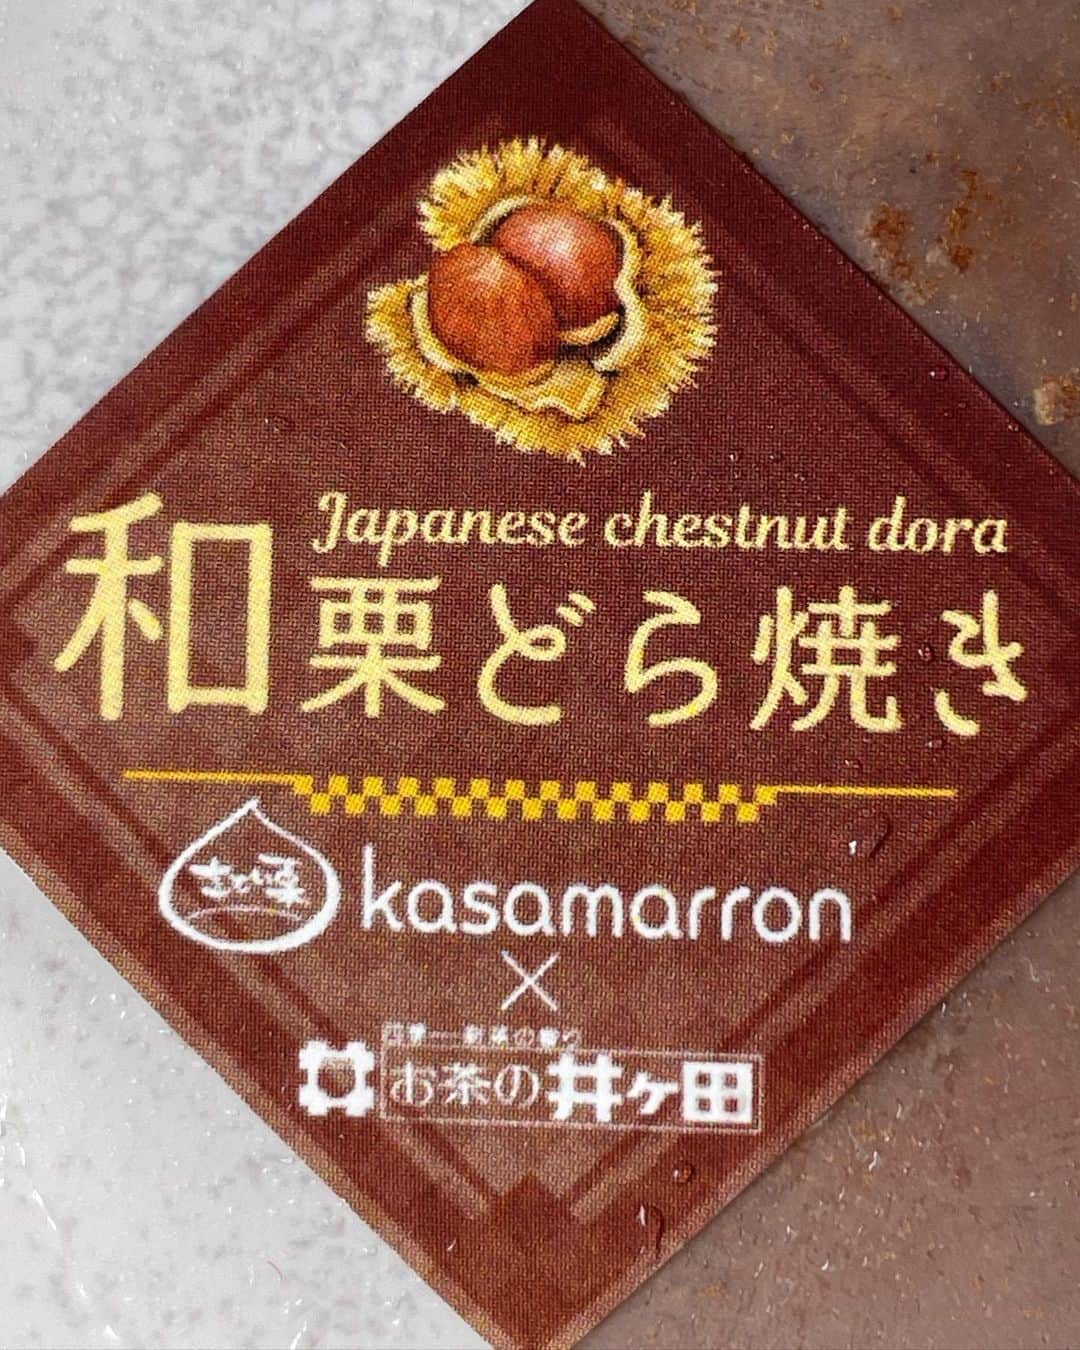 Japanese chestnut dora
和栗どら焼き
kasamarron
×
お茶の井ヶ田